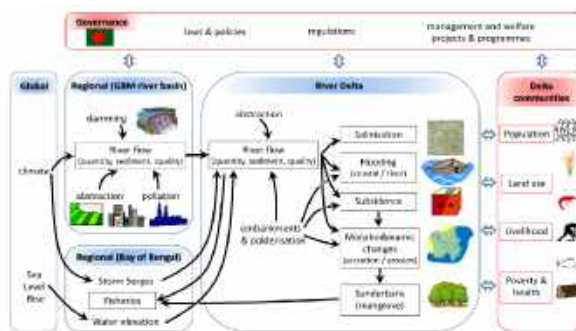 Governance
laws & policies
regulations
management and welfare
projects & programmes
Global
Regional (GBM river basin)
River Delta
Delta
communities
damming
abstraction
River flow
(quantity, sediment, quality)
River flow
(quantity, sediment, quality)
climate
abstraction
pollution
Salinisation
Flooding
(coastal / river)
Subsidence
embankments
& polderisation
Morphodynamic
changes
(accretion / erosion)
Sunderbans
(mangroves)
Population
Land use
Livelihood
Poverty &
health
Regional (Bay of Bengal)
Storm Surges
Fisheries
Water elevation
Sea
Level
Rise